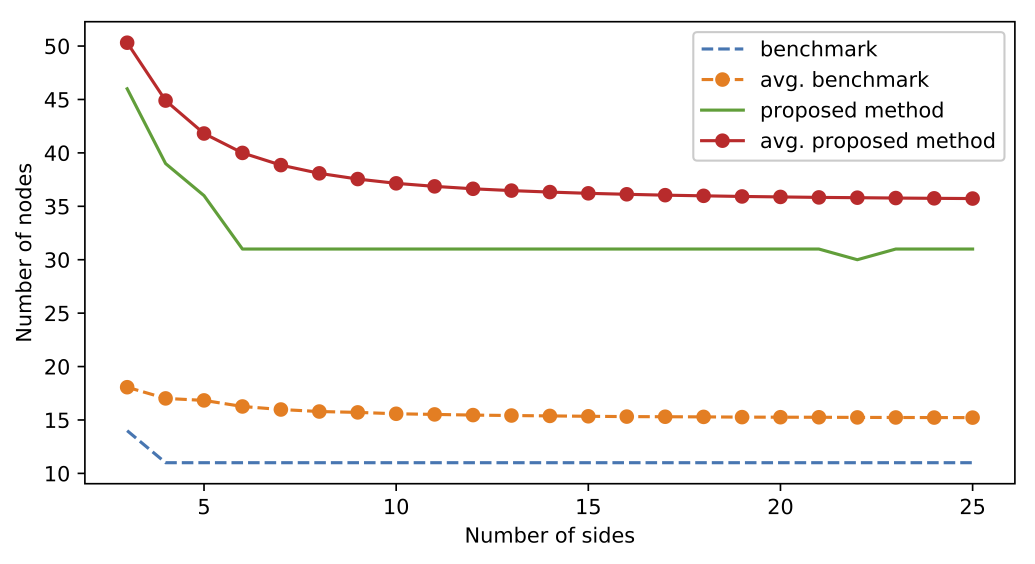 50
45
40
35
30
25
20
15
10
Number of nodes
benchmark
avg. benchmark
proposed method
avg. proposed method
5
10
15
20
25
Number of sides